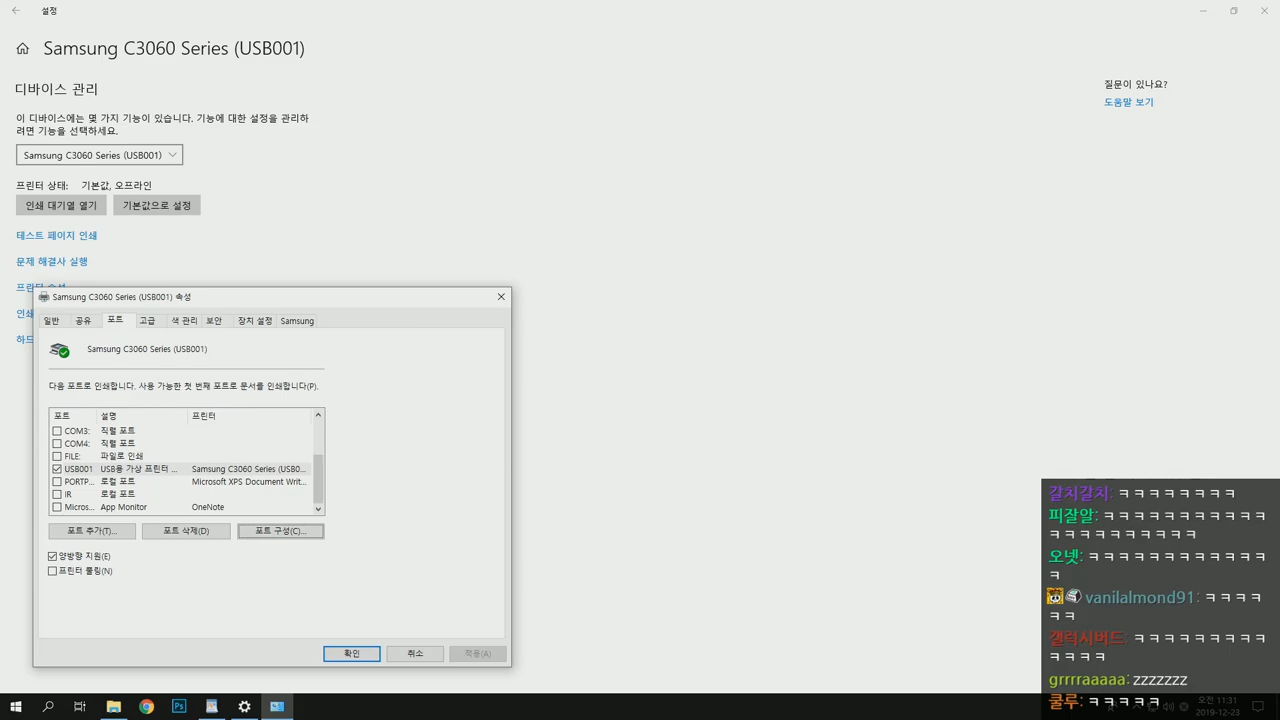 설정
Samsung C3060 Series (USB001)
디바이스 관리
이 디바이스에는 몇 가지 기능이 있습니다. 기능에 대한 설정을 관리하
려면 기능을 선택하세요.
Samsung C3060 Series (USB001)
프린터 상태: 기본값, 오프라인
인쇄 대기열 열기 기본값으로 설정
테스트 페이지 인쇄
문제 해결사 실행
프린터 속성
인쇄
하드
질문이 있나요?
도움말 보기
Samsung C3060 Series (USB001) 속성
일반 공유 포트 고급 색 관리 보안 장치 설정 Samsung
Samsung C3060 Series (USB001)
다음 포트로 인쇄합니다. 사용 가능한 첫 번째 포트로 문서를 인쇄합니다(P).
포트 설명 프린터
COM3: 직렬 포트
COM4: 직렬 포트
FILE: 파일로 인쇄
USB001 USB용 가상 프린터 ... Samsung C3060 Series (USB0...
PORTP... 로컬 포트 Microsoft XPS Document Writ...
IR 로컬 포트
Micros... App Monitor OneNote
포트 추가(T)... 포트 삭제(D) 포트 구성(C)...
양방향 지원(E)
프린터 풀링(N)
확인 취소 적용(A)
갈치갈치: ㅋㅋㅋㅋㅋㅋㅋㅋ
피잘알: ㅋㅋㅋㅋㅋㅋㅋㅋㅋㅋㅋ
ㅋㅋㅋㅋㅋㅋㅋㅋㅋㅋ
오넷: ㅋㅋㅋㅋㅋㅋㅋㅋㅋㅋㅋㅋ
ㅋ
vanilalmond91: ㅋㅋㅋㅋ
ㅋㅋ
갤럭시버드: ㅋㅋㅋㅋㅋㅋㅋㅋㅋ
ㅋㅋㅋㅋ
grrrraaaaa: zzzzzzz
쿨루: ㅋㅋㅋㅋㅋ
오전 11:31
2019-12-23